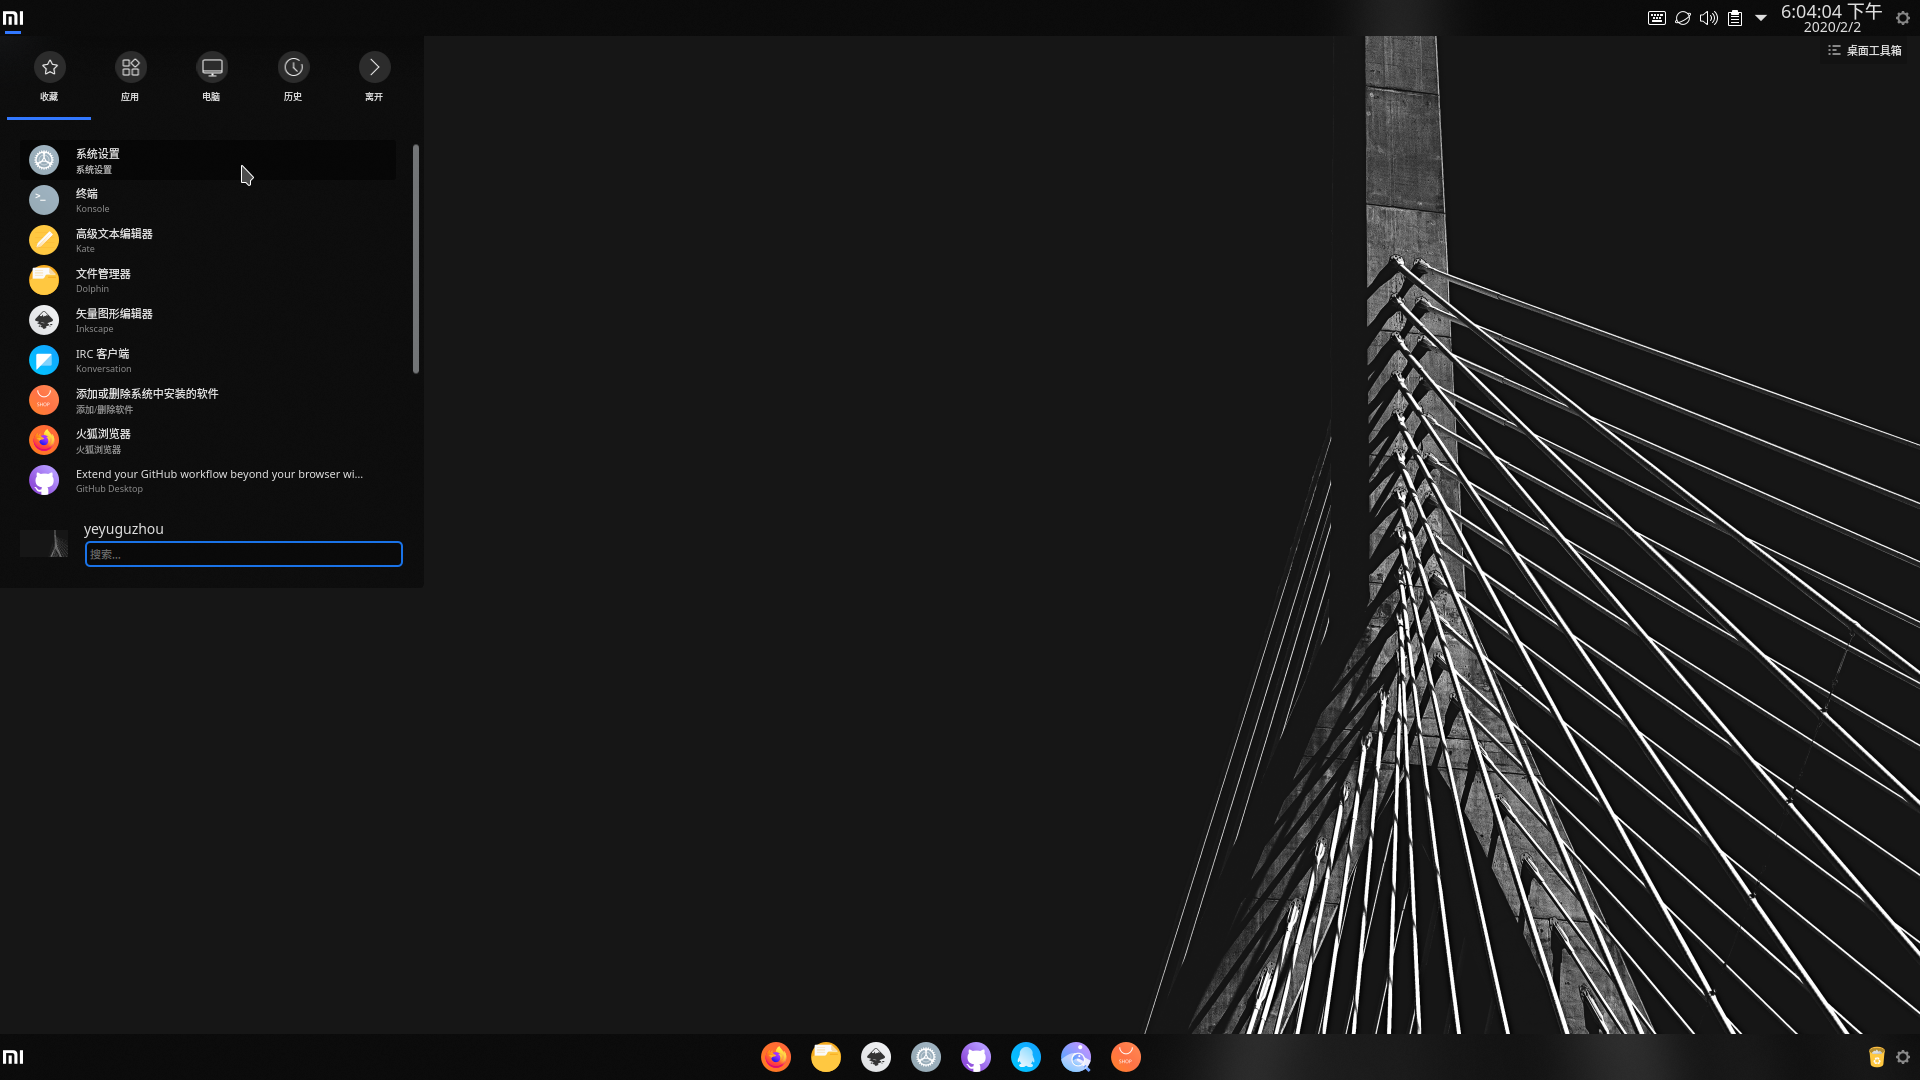 mi
6:04:04 下午
2020/2/2
桌面工具箱
收藏
应用
电脑
历史
离开
系统设置
系统设置
终端
Konsole
高级文本编辑器
Kate
文件管理器
Dolphin
矢量图形编辑器
Inkscape
IRC 客户端
Konversation
添加或删除系统中安装的软件
添加/删除软件
火狐浏览器
火狐浏览器
Extend your GitHub workflow beyond your browser wi...
GitHub Desktop
yeyuguzhou
搜索...
mi
SHOP